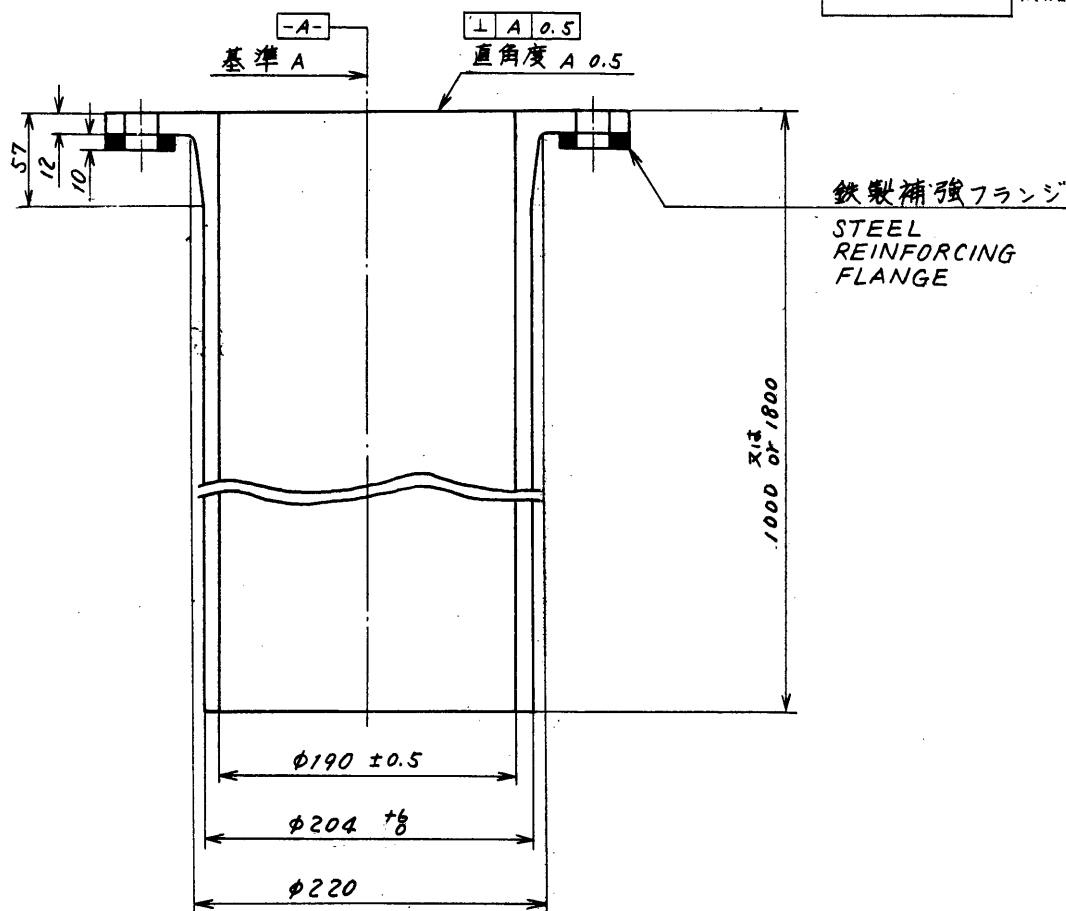 -A-
基準 A
⊥ A 0.5
直角度 A 0.5
57
12
10
鉄製補強フランジ
STEEL
REINFORCING
FLANGE
又は
1000 or 1800
φ190 ±0.5
φ204 +6 0
φ220